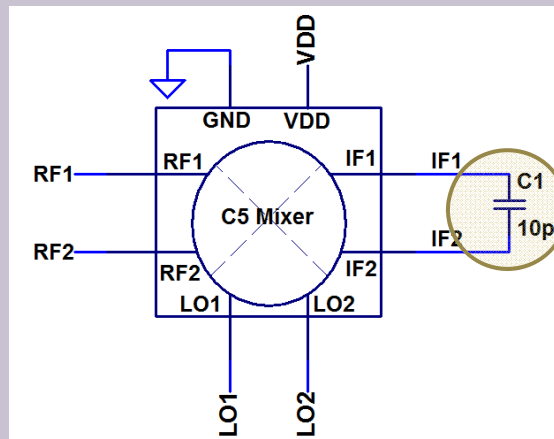 VDD
GND
VDD
RF1
RF1
IF1
IF1
C1
C5 Mixer
10p
RF2
RF2
IF2
IF2
LO1
LO2
LO1
LO2